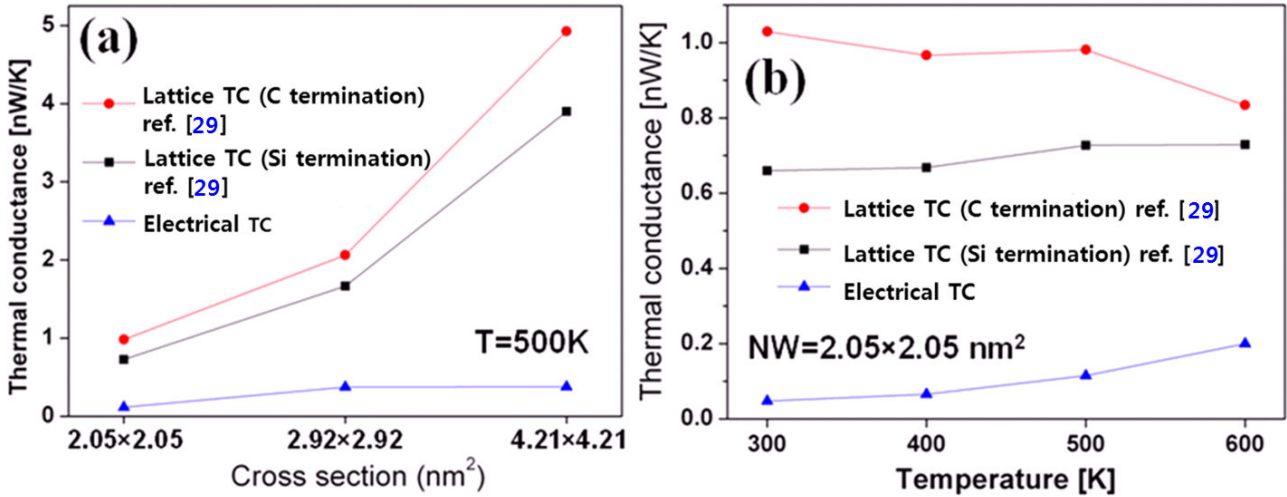 (a)
Thermal conductance [nW/K]
5
4
3
2
1
0
Lattice TC (C termination)
ref. [29]
Lattice TC (Si termination)
ref. [29]
Electrical TC
T=500K
2.05×2.05 2.92×2.92 4.21×4.21
Cross section (nm²)
(b)
Thermal conductance [nW/K]
1.0
0.8
0.6
0.4
0.2
0.0
Lattice TC (C termination) ref. [29]
Lattice TC (Si termination) ref. [29]
Electrical TC
NW=2.05×2.05 nm²
300 400 500 600
Temperature [K]